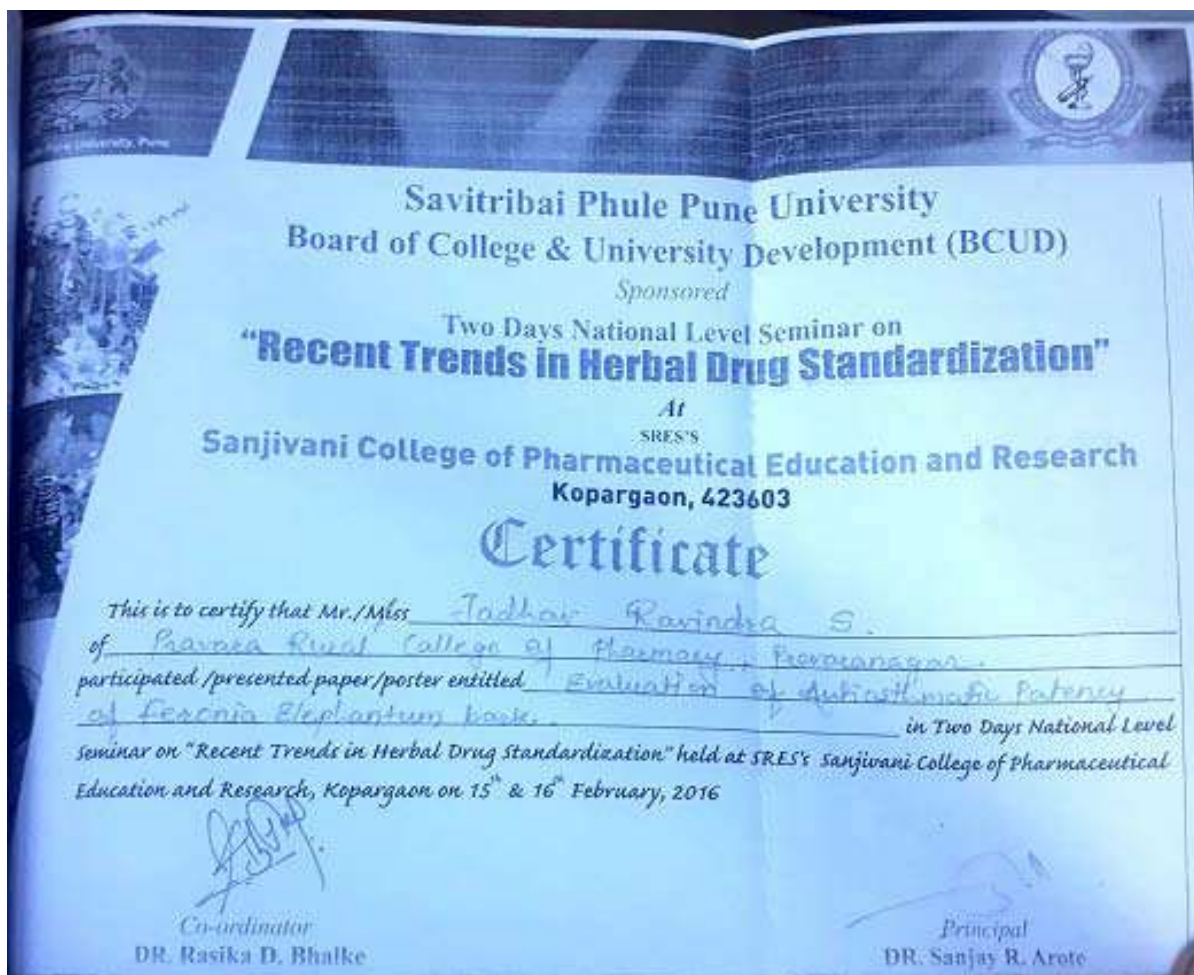 University, Pune
Savitribai Phule Pune University
Board of College & University Development (BCUD)
Sponsored
Two Days National Level Seminar on
“Recent Trends in Herbal Drug Standardization”
At
SRES'S
Sanjivani College of Pharmaceutical Education and Research
Kopargaon, 423603
Certificate
This is to certify that Mr./Miss Jadhav Ravindra S.
of Pravara Rural College of Pharmacy, Pravaranagar.
participated /presented paper/poster entitled Evaluation of Antiasthmatic Patency
of Feronia Elephantum bark. in Two Days National Level
Seminar on "Recent Trends in Herbal Drug Standardization" held at SRES's Sanjivani College of Pharmaceutical
Education and Research, Kopargaon on 15th & 16th February, 2016
Co-ordinator Principal
DR. Rasika D. Bhalke DR. Sanjay R. Arote